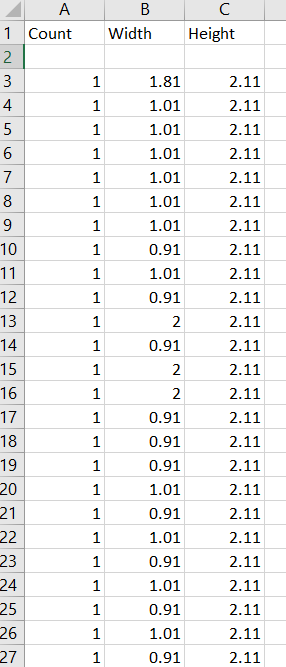 A B C
1 Count Width Height
2
3 1 1.81 2.11
4 1 1.01 2.11
5 1 1.01 2.11
6 1 1.01 2.11
7 1 1.01 2.11
8 1 1.01 2.11
9 1 1.01 2.11
10 1 0.91 2.11
11 1 1.01 2.11
12 1 0.91 2.11
13 1 2 2.11
14 1 0.91 2.11
15 1 2 2.11
16 1 2 2.11
17 1 0.91 2.11
18 1 0.91 2.11
19 1 0.91 2.11
20 1 1.01 2.11
21 1 0.91 2.11
22 1 1.01 2.11
23 1 0.91 2.11
24 1 1.01 2.11
25 1 0.91 2.11
26 1 1.01 2.11
27 1 0.91 2.11